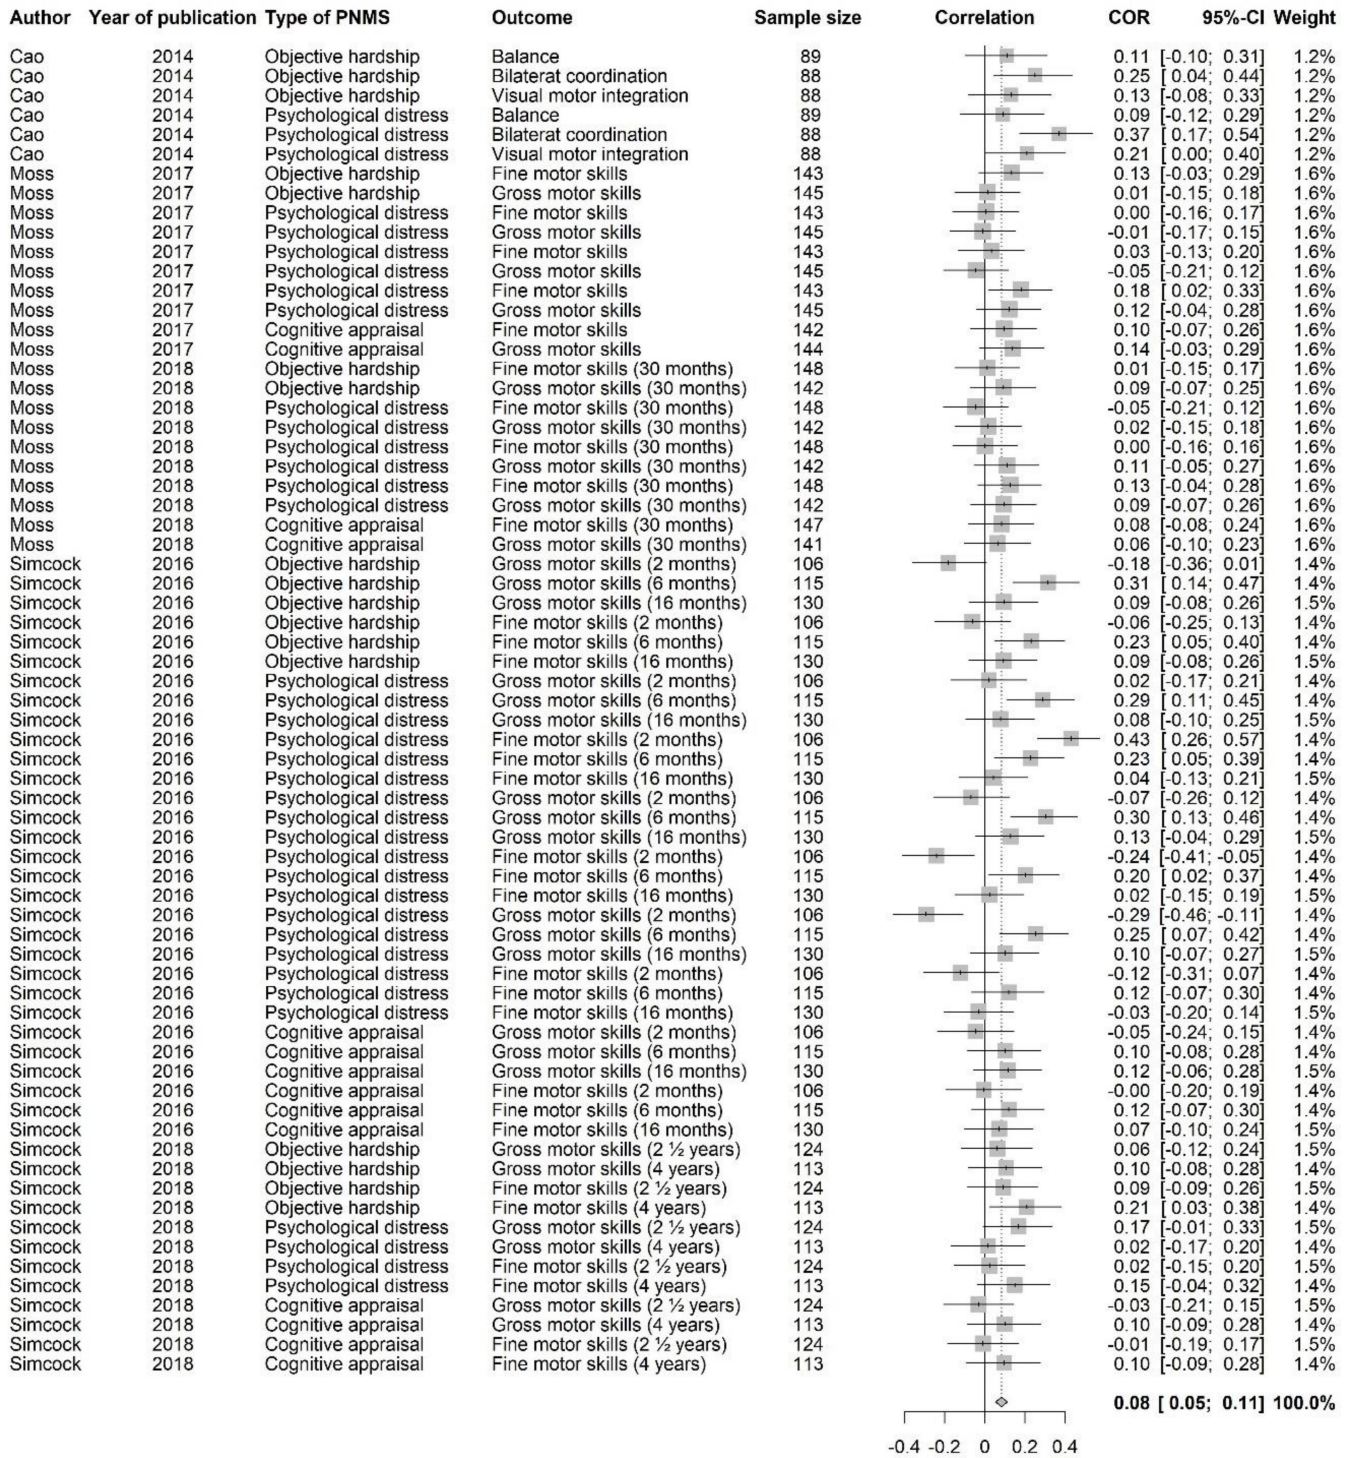 Author Year of publication Type of PNMS Outcome Sample size Correlation COR 95%-CI Weight
Cao 2014 Objective hardship Balance 89 0.11 [-0.10; 0.31] 1.2%
Cao 2014 Objective hardship Bilaterat coordination 88 0.25 [ 0.04; 0.44] 1.2%
Cao 2014 Objective hardship Visual motor integration 88 0.13 [-0.08; 0.33] 1.2%
Cao 2014 Psychological distress Balance 89 0.09 [-0.12; 0.29] 1.2%
Cao 2014 Psychological distress Bilaterat coordination 88 0.37 [ 0.17; 0.54] 1.2%
Cao 2014 Psychological distress Visual motor integration 88 0.21 [ 0.00; 0.40] 1.2%
Moss 2017 Objective hardship Fine motor skills 143 0.13 [-0.03; 0.29] 1.6%
Moss 2017 Objective hardship Gross motor skills 145 0.01 [-0.15; 0.18] 1.6%
Moss 2017 Psychological distress Fine motor skills 143 0.00 [-0.16; 0.17] 1.6%
Moss 2017 Psychological distress Gross motor skills 145 -0.01 [-0.17; 0.15] 1.6%
Moss 2017 Psychological distress Fine motor skills 143 0.03 [-0.13; 0.20] 1.6%
Moss 2017 Psychological distress Gross motor skills 145 -0.05 [-0.21; 0.12] 1.6%
Moss 2017 Psychological distress Fine motor skills 143 0.18 [ 0.02; 0.33] 1.6%
Moss 2017 Psychological distress Gross motor skills 145 0.12 [-0.04; 0.28] 1.6%
Moss 2017 Cognitive appraisal Fine motor skills 142 0.10 [-0.07; 0.26] 1.6%
Moss 2017 Cognitive appraisal Gross motor skills 144 0.14 [-0.03; 0.29] 1.6%
Moss 2018 Objective hardship Fine motor skills (30 months) 148 0.01 [-0.15; 0.17] 1.6%
Moss 2018 Objective hardship Gross motor skills (30 months) 142 0.09 [-0.07; 0.25] 1.6%
Moss 2018 Psychological distress Fine motor skills (30 months) 148 -0.05 [-0.21; 0.12] 1.6%
Moss 2018 Psychological distress Gross motor skills (30 months) 142 0.02 [-0.15; 0.18] 1.6%
Moss 2018 Psychological distress Fine motor skills (30 months) 148 0.00 [-0.16; 0.16] 1.6%
Moss 2018 Psychological distress Gross motor skills (30 months) 142 0.11 [-0.05; 0.27] 1.6%
Moss 2018 Psychological distress Fine motor skills (30 months) 148 0.13 [-0.04; 0.28] 1.6%
Moss 2018 Psychological distress Gross motor skills (30 months) 142 0.09 [-0.07; 0.26] 1.6%
Moss 2018 Cognitive appraisal Fine motor skills (30 months) 147 0.08 [-0.08; 0.24] 1.6%
Moss 2018 Cognitive appraisal Gross motor skills (30 months) 141 0.06 [-0.10; 0.23] 1.6%
Simcock 2016 Objective hardship Gross motor skills (2 months) 106 -0.18 [-0.36; 0.01] 1.4%
Simcock 2016 Objective hardship Gross motor skills (6 months) 115 0.31 [ 0.14; 0.47] 1.4%
Simcock 2016 Objective hardship Gross motor skills (16 months) 130 0.09 [-0.08; 0.26] 1.5%
Simcock 2016 Objective hardship Fine motor skills (2 months) 106 -0.06 [-0.25; 0.13] 1.4%
Simcock 2016 Objective hardship Fine motor skills (6 months) 115 0.23 [ 0.05; 0.40] 1.4%
Simcock 2016 Objective hardship Fine motor skills (16 months) 130 0.09 [-0.08; 0.26] 1.5%
Simcock 2016 Psychological distress Gross motor skills (2 months) 106 0.02 [-0.17; 0.21] 1.4%
Simcock 2016 Psychological distress Gross motor skills (6 months) 115 0.29 [ 0.11; 0.45] 1.4%
Simcock 2016 Psychological distress Gross motor skills (16 months) 130 0.08 [-0.10; 0.25] 1.5%
Simcock 2016 Psychological distress Fine motor skills (2 months) 106 0.43 [ 0.26; 0.57] 1.4%
Simcock 2016 Psychological distress Fine motor skills (6 months) 115 0.23 [ 0.05; 0.39] 1.4%
Simcock 2016 Psychological distress Fine motor skills (16 months) 130 0.04 [-0.13; 0.21] 1.5%
Simcock 2016 Psychological distress Gross motor skills (2 months) 106 -0.07 [-0.26; 0.12] 1.4%
Simcock 2016 Psychological distress Gross motor skills (6 months) 115 0.30 [ 0.13; 0.46] 1.4%
Simcock 2016 Psychological distress Gross motor skills (16 months) 130 0.13 [-0.04; 0.29] 1.5%
Simcock 2016 Psychological distress Fine motor skills (2 months) 106 -0.24 [-0.41; -0.05] 1.4%
Simcock 2016 Psychological distress Fine motor skills (6 months) 115 0.20 [ 0.02; 0.37] 1.4%
Simcock 2016 Psychological distress Fine motor skills (16 months) 130 0.02 [-0.15; 0.19] 1.5%
Simcock 2016 Psychological distress Gross motor skills (2 months) 106 -0.29 [-0.46; -0.11] 1.4%
Simcock 2016 Psychological distress Gross motor skills (6 months) 115 0.25 [ 0.07; 0.42] 1.4%
Simcock 2016 Psychological distress Gross motor skills (16 months) 130 0.10 [-0.07; 0.27] 1.5%
Simcock 2016 Psychological distress Fine motor skills (2 months) 106 -0.12 [-0.31; 0.07] 1.4%
Simcock 2016 Psychological distress Fine motor skills (6 months) 115 0.12 [-0.07; 0.30] 1.4%
Simcock 2016 Psychological distress Fine motor skills (16 months) 130 -0.03 [-0.20; 0.14] 1.5%
Simcock 2016 Cognitive appraisal Gross motor skills (2 months) 106 -0.05 [-0.24; 0.15] 1.4%
Simcock 2016 Cognitive appraisal Gross motor skills (6 months) 115 0.10 [-0.08; 0.28] 1.4%
Simcock 2016 Cognitive appraisal Gross motor skills (16 months) 130 0.12 [-0.06; 0.28] 1.5%
Simcock 2016 Cognitive appraisal Fine motor skills (2 months) 106 -0.00 [-0.20; 0.19] 1.4%
Simcock 2016 Cognitive appraisal Fine motor skills (6 months) 115 0.12 [-0.07; 0.30] 1.4%
Simcock 2016 Cognitive appraisal Fine motor skills (16 months) 130 0.07 [-0.10; 0.24] 1.5%
Simcock 2018 Objective hardship Gross motor skills (2 ½ years) 124 0.06 [-0.12; 0.24] 1.5%
Simcock 2018 Objective hardship Gross motor skills (4 years) 113 0.10 [-0.08; 0.28] 1.4%
Simcock 2018 Objective hardship Fine motor skills (2 ½ years) 124 0.09 [-0.09; 0.26] 1.5%
Simcock 2018 Objective hardship Fine motor skills (4 years) 113 0.21 [ 0.03; 0.38] 1.4%
Simcock 2018 Psychological distress Gross motor skills (2 ½ years) 124 0.17 [-0.01; 0.33] 1.5%
Simcock 2018 Psychological distress Gross motor skills (4 years) 113 0.02 [-0.17; 0.20] 1.4%
Simcock 2018 Psychological distress Fine motor skills (2 ½ years) 124 0.02 [-0.15; 0.20] 1.5%
Simcock 2018 Psychological distress Fine motor skills (4 years) 113 0.15 [-0.04; 0.32] 1.4%
Simcock 2018 Cognitive appraisal Gross motor skills (2 ½ years) 124 -0.03 [-0.21; 0.15] 1.5%
Simcock 2018 Cognitive appraisal Gross motor skills (4 years) 113 0.10 [-0.09; 0.28] 1.4%
Simcock 2018 Cognitive appraisal Fine motor skills (2 ½ years) 124 -0.01 [-0.19; 0.17] 1.5%
Simcock 2018 Cognitive appraisal Fine motor skills (4 years) 113 0.10 [-0.09; 0.28] 1.4%
0.08 [ 0.05; 0.11] 100.0%
-0.4 -0.2 0 0.2 0.4